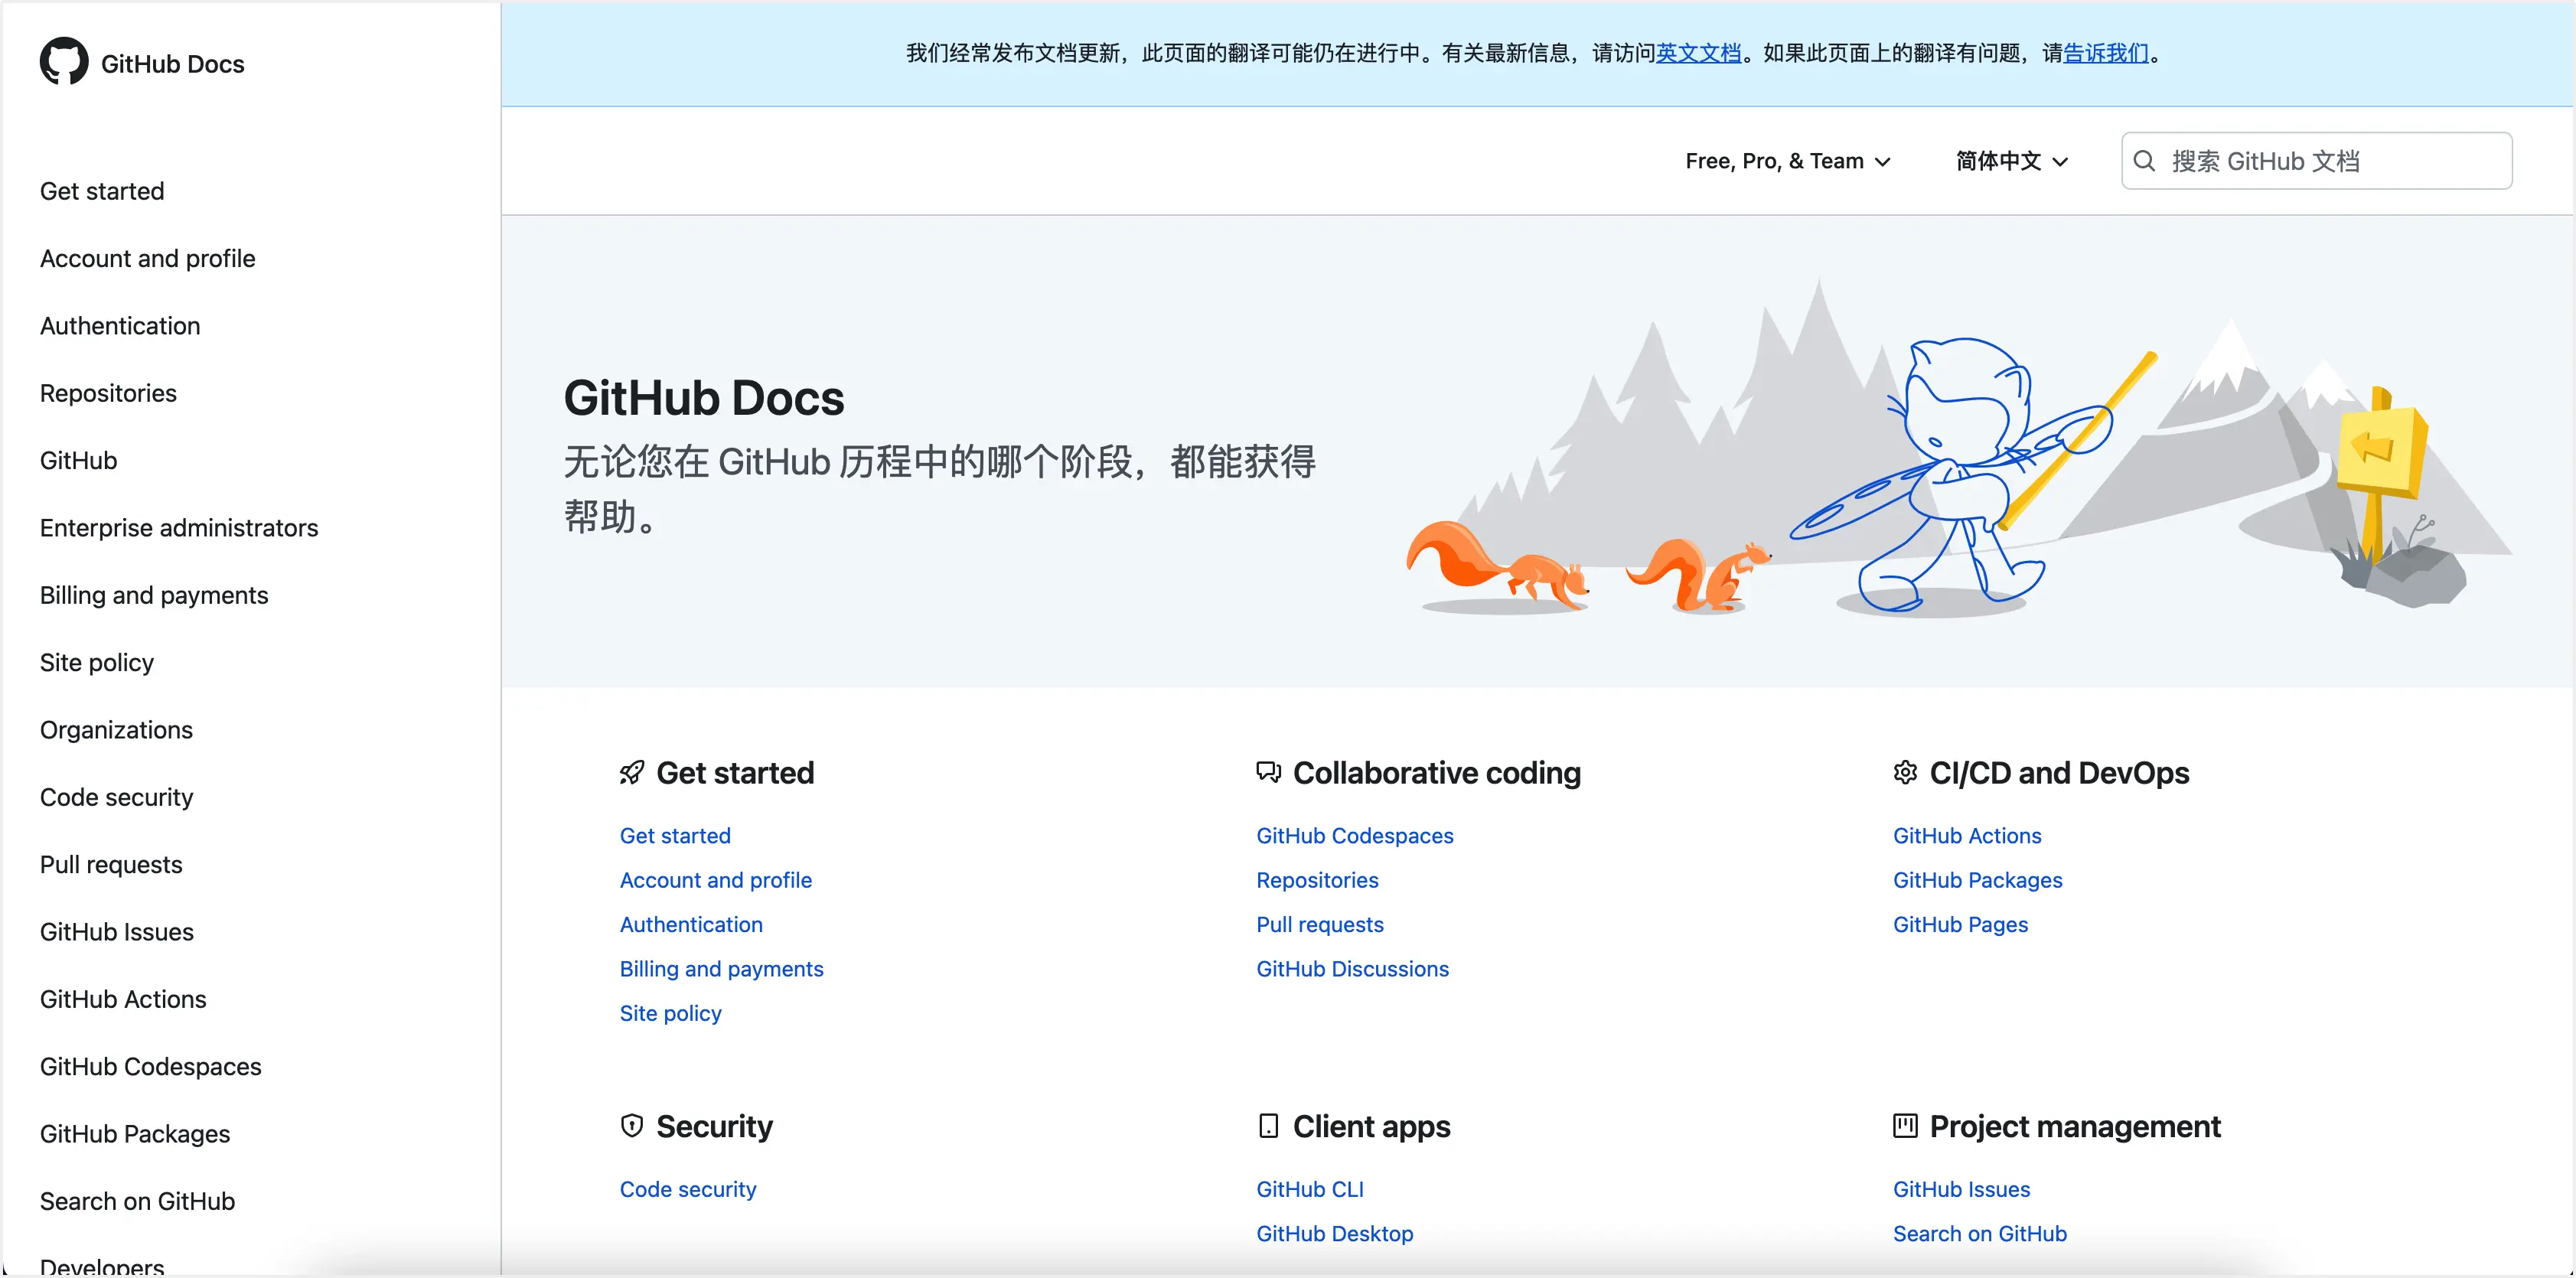 GitHub Docs
Get started
Account and profile
Authentication
Repositories
GitHub
Enterprise administrators
Billing and payments
Site policy
Organizations
Code security
Pull requests
GitHub Issues
GitHub Actions
GitHub Codespaces
GitHub Packages
Search on GitHub
Developers
我们经常发布文档更新，此页面的翻译可能仍在进行中。有关最新信息，请访问英文文档。如果此页面上的翻译有问题，请告诉我们。
Free, Pro, & Team
简体中文
搜索 GitHub 文档
GitHub Docs
无论您在 GitHub 历程中的哪个阶段，都能获得
帮助。
Get started
Get started
Account and profile
Authentication
Billing and payments
Site policy
Collaborative coding
GitHub Codespaces
Repositories
Pull requests
GitHub Discussions
CI/CD and DevOps
GitHub Actions
GitHub Packages
GitHub Pages
Security
Code security
Client apps
GitHub CLI
GitHub Desktop
Project management
GitHub Issues
Search on GitHub